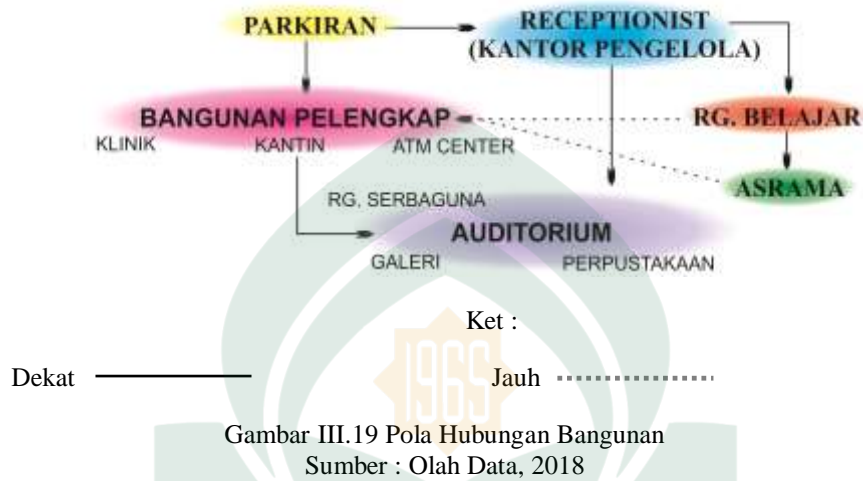 PARKIRAN
RECEPTIONIST
(KANTOR PENGELOLA)
BANGUNAN PELENGKAP
KLINIK KANTIN ATM CENTER
RG. BELAJAR
ASRAMA
RG. SERBAGUNA
AUDITORIUM
GALERI PERPUSTAKAAN
Ket :
Dekat Jauh
1965
Gambar III.19 Pola Hubungan Bangunan
Sumber : Olah Data, 2018